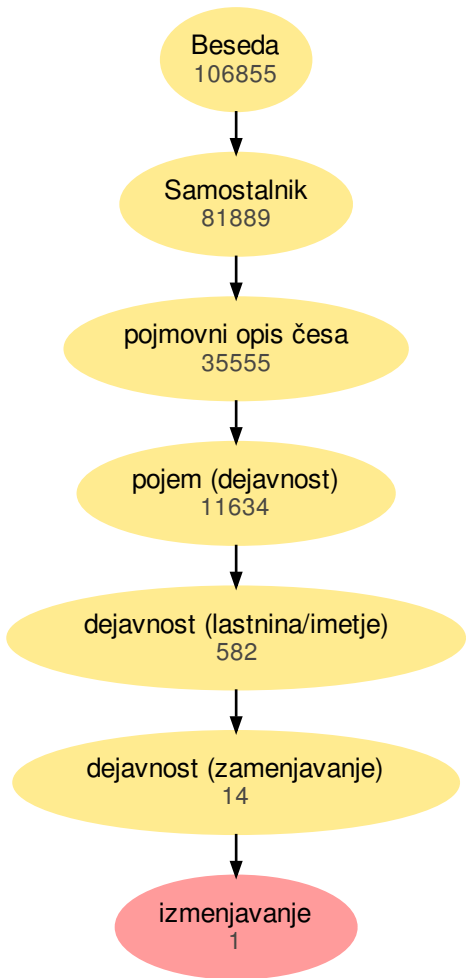 Beseda
106855
Samostalnik
81889
pojmovni opis česa
35555
pojem (dejavnost)
11634
dejavnost (lastnina/imetje)
582
dejavnost (zamenjavanje)
14
izmenjavanje
1